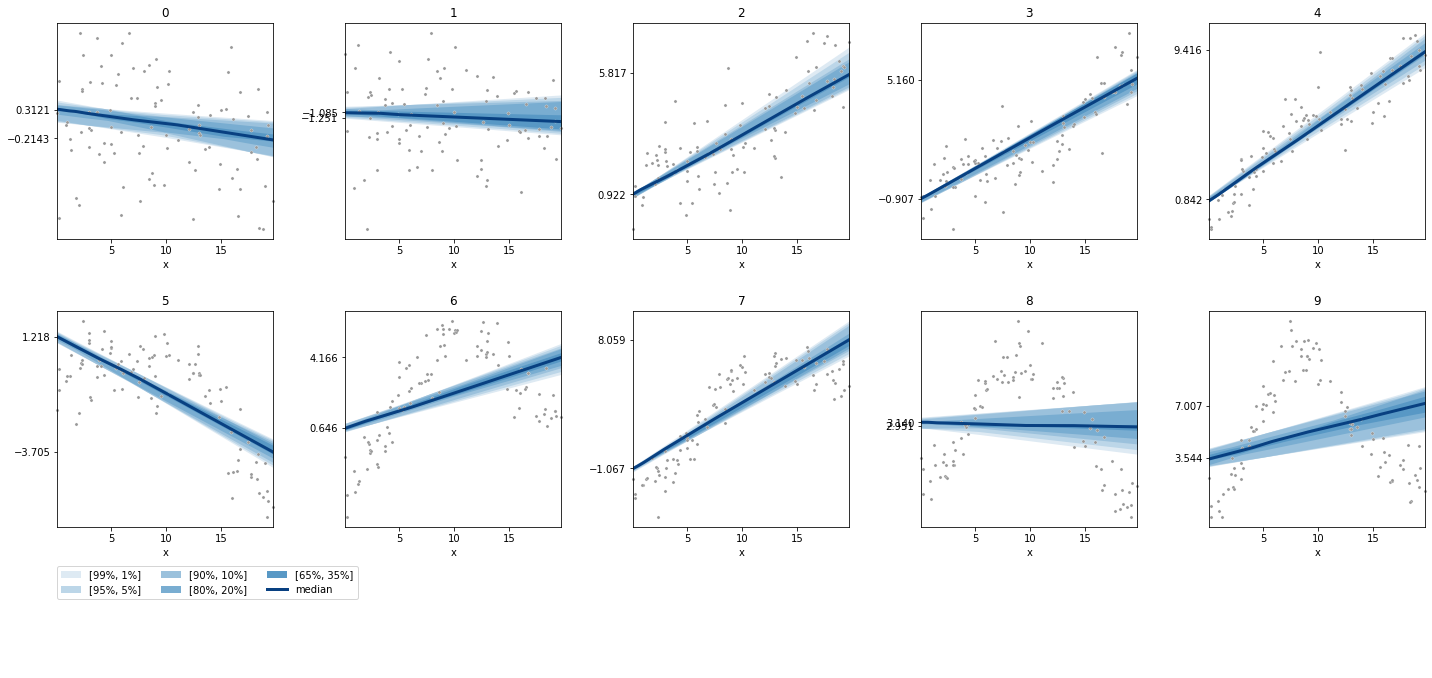 0
0.3121
−0.2143
5 10 15
x
1
−1.085
−1.251
5 10 15
x
2
5.817
0.922
5 10 15
x
3
5.160
−0.907
5 10 15
x
4
9.416
0.842
5 10 15
x
5
1.218
−3.705
5 10 15
x
6
4.166
0.646
5 10 15
x
7
8.059
−1.067
5 10 15
x
8
5 10 15
x
9
7.007
3.544
5 10 15
x
[99%, 1%] [90%, 10%] [65%, 35%]
[95%, 5%] [80%, 20%] median